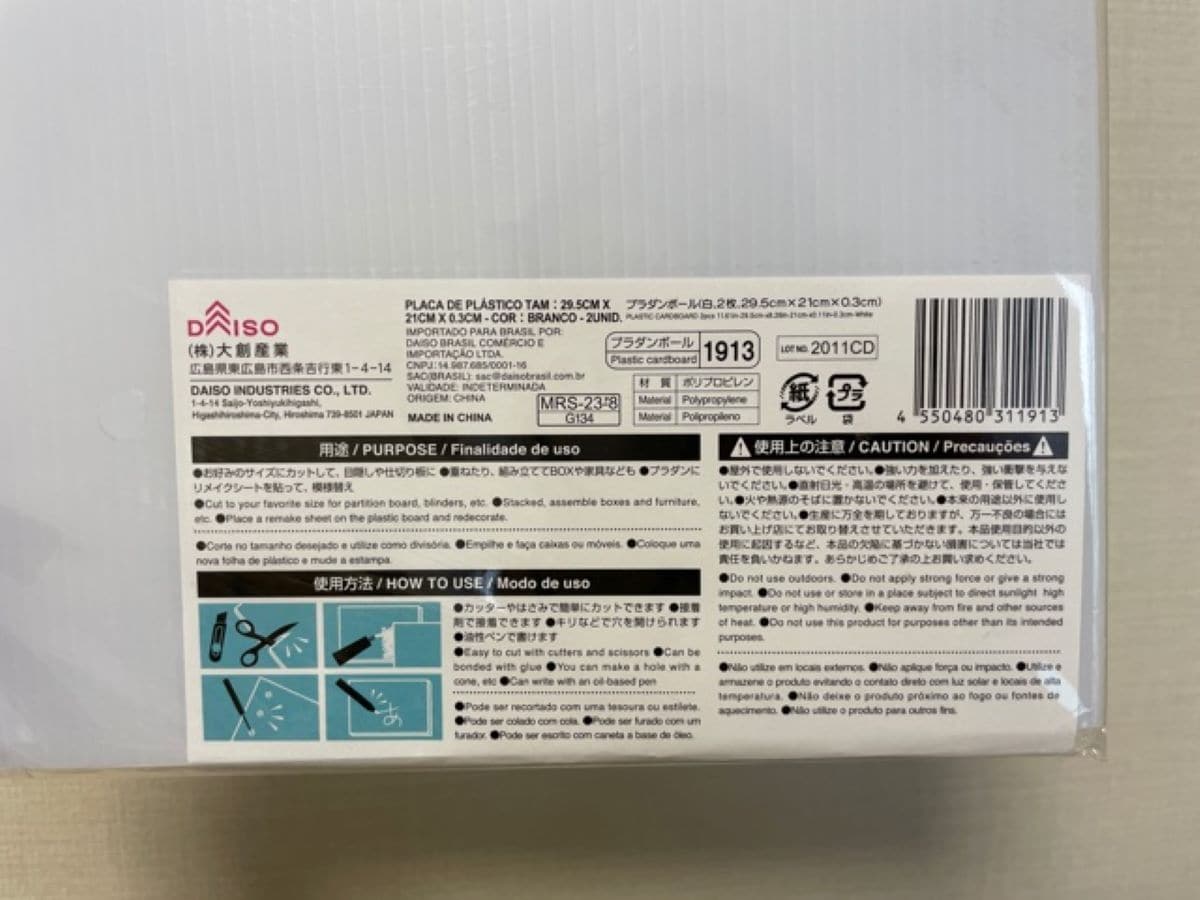 DAISO
(株)大創産業
広島県東広島市西条吉行東1-4-14
DAISO INDUSTRIES CO., LTD.
1-4-14 Saijo-Yoshiyukihigashi,
Higashihiroshima-City, Hiroshima 739-8501 JAPAN
PLACA DE PLÁSTICO TAM : 29.5CM X
21CM X 0.3CM - COR : BRANCO - 2UNID.
IMPORTADO PARA BRASIL POR:
DAISO BRASIL COMÉRCIO E
IMPORTAÇÃO LTDA.
CNPJ:14.987.685/0001-16
SAC(BRASIL): sac@daisobrasil.com.br
VALIDADE: INDETERMINADA
ORIGEM: CHINA
MADE IN CHINA
MRS-23-8
G134
プラダンボール(白,2枚,29.5cm×21cm×0.3cm)
プラダンボール
Plastic cardboard
1913
LOT NO. 2011CD
材 質 ポリプロピレン
Material Polypropylene
Material Polipropileno
紙
ラベル
プラ
袋
4 550480 311913
用途 / PURPOSE / Finalidade de uso
●お好みのサイズにカットして、目隠しや仕切り板に ●重ねたり、組み立ててBOXや家具なども ●プラダンに
リメイクシートを貼って、模様替え
●Cut to your favorite size for partition board, blinders, etc. ●Stacked, assemble boxes and furniture,
etc. ●Place a remake sheet on the plastic board and redecorate.
●Corte no tamanho desejado e utilize como divisória. ●Empilhe e faça caixas ou móveis. ●Coloque uma
nova folha de plástico e mude a estampa.
使用方法 / HOW TO USE / Modo de uso
あ
●カッターやはさみで簡単にカットできます ●接着
剤で接着できます ●キリなどで穴を開けられます
●油性ペンで書けます
●Easy to cut with cutters and scissors ●Can be
bonded with glue ●You can make a hole with a
cone, etc ●Can write with an oil-based pen
●Pode ser recortado com uma tesoura ou estilete.
●Pode ser colado com cola. ●Pode ser furado com um
furador. ●Pode ser escrito com caneta a base de óleo.
使用上の注意 / CAUTION / Precauções
●屋外で使用しないでください。●強い力を加えたり、強い衝撃を与えな
いでください。●直射日光・高温の場所を避けて、使用・保管してくださ
い。●火や熱源のそばに置かないでください。●本来の用途以外に使用し
ないでください。●生産に万全を期しておりますが、万一不良の場合には
お買い上げ店にてお取り替えさせていただきます。本品使用目的以外の
使用に起因するなど、本品の欠陥に基づかない損害については当社では
責任を負いかねます。あらかじめご了承の上お買い求めください。
●Do not use outdoors. ●Do not apply strong force or give a strong
impact. ●Do not use or store in a place subject to direct sunlight high
temperature or high humidity. ●Keep away from fire and other sources
of heat. ●Do not use this product for purposes other than its intended
purposes.
●Não utilize em locais externos. ●Não aplique força ou impacto. ●Utilize e
armazene o produto evitando o contato direto com luz solar e locais de alta
temperatura. ●Não deixe o produto próximo ao fogo ou fontes de
aquecimento. ●Não utilize o produto para outros fins.